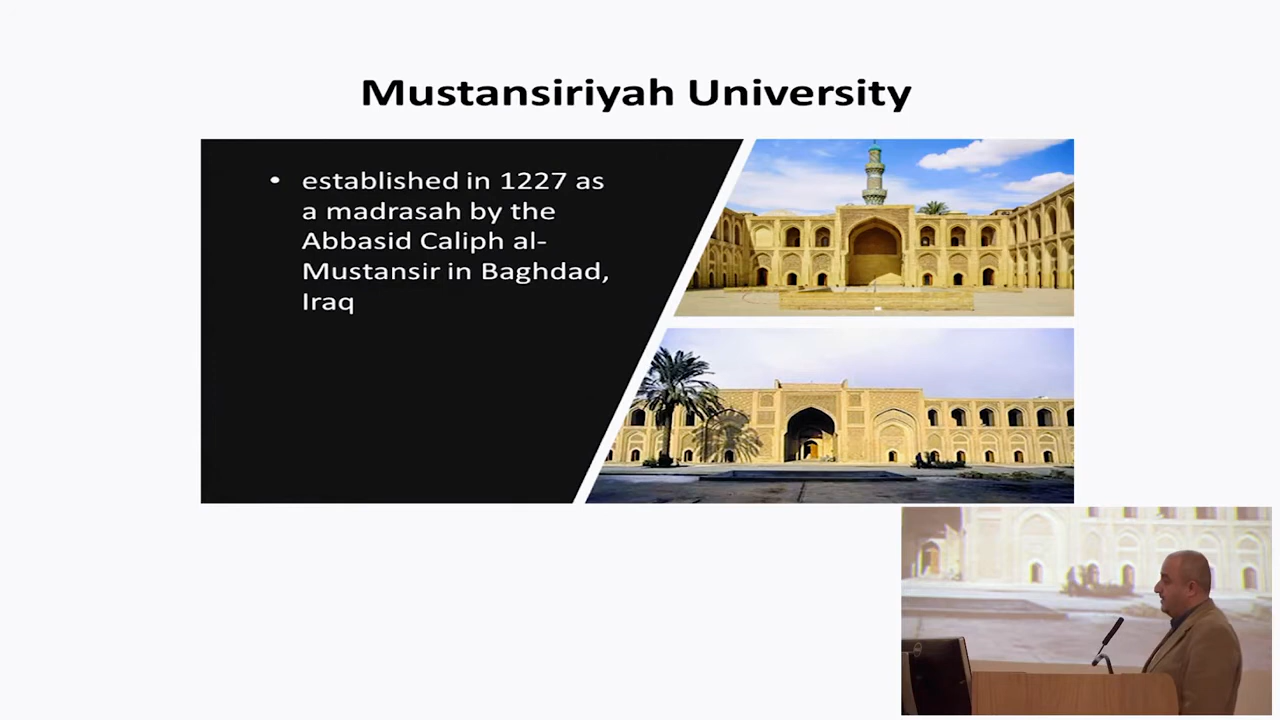 Mustansiriyah University
• established in 1227 as
a madrasah by the
Abbasid Caliph al-
Mustansir in Baghdad,
Iraq